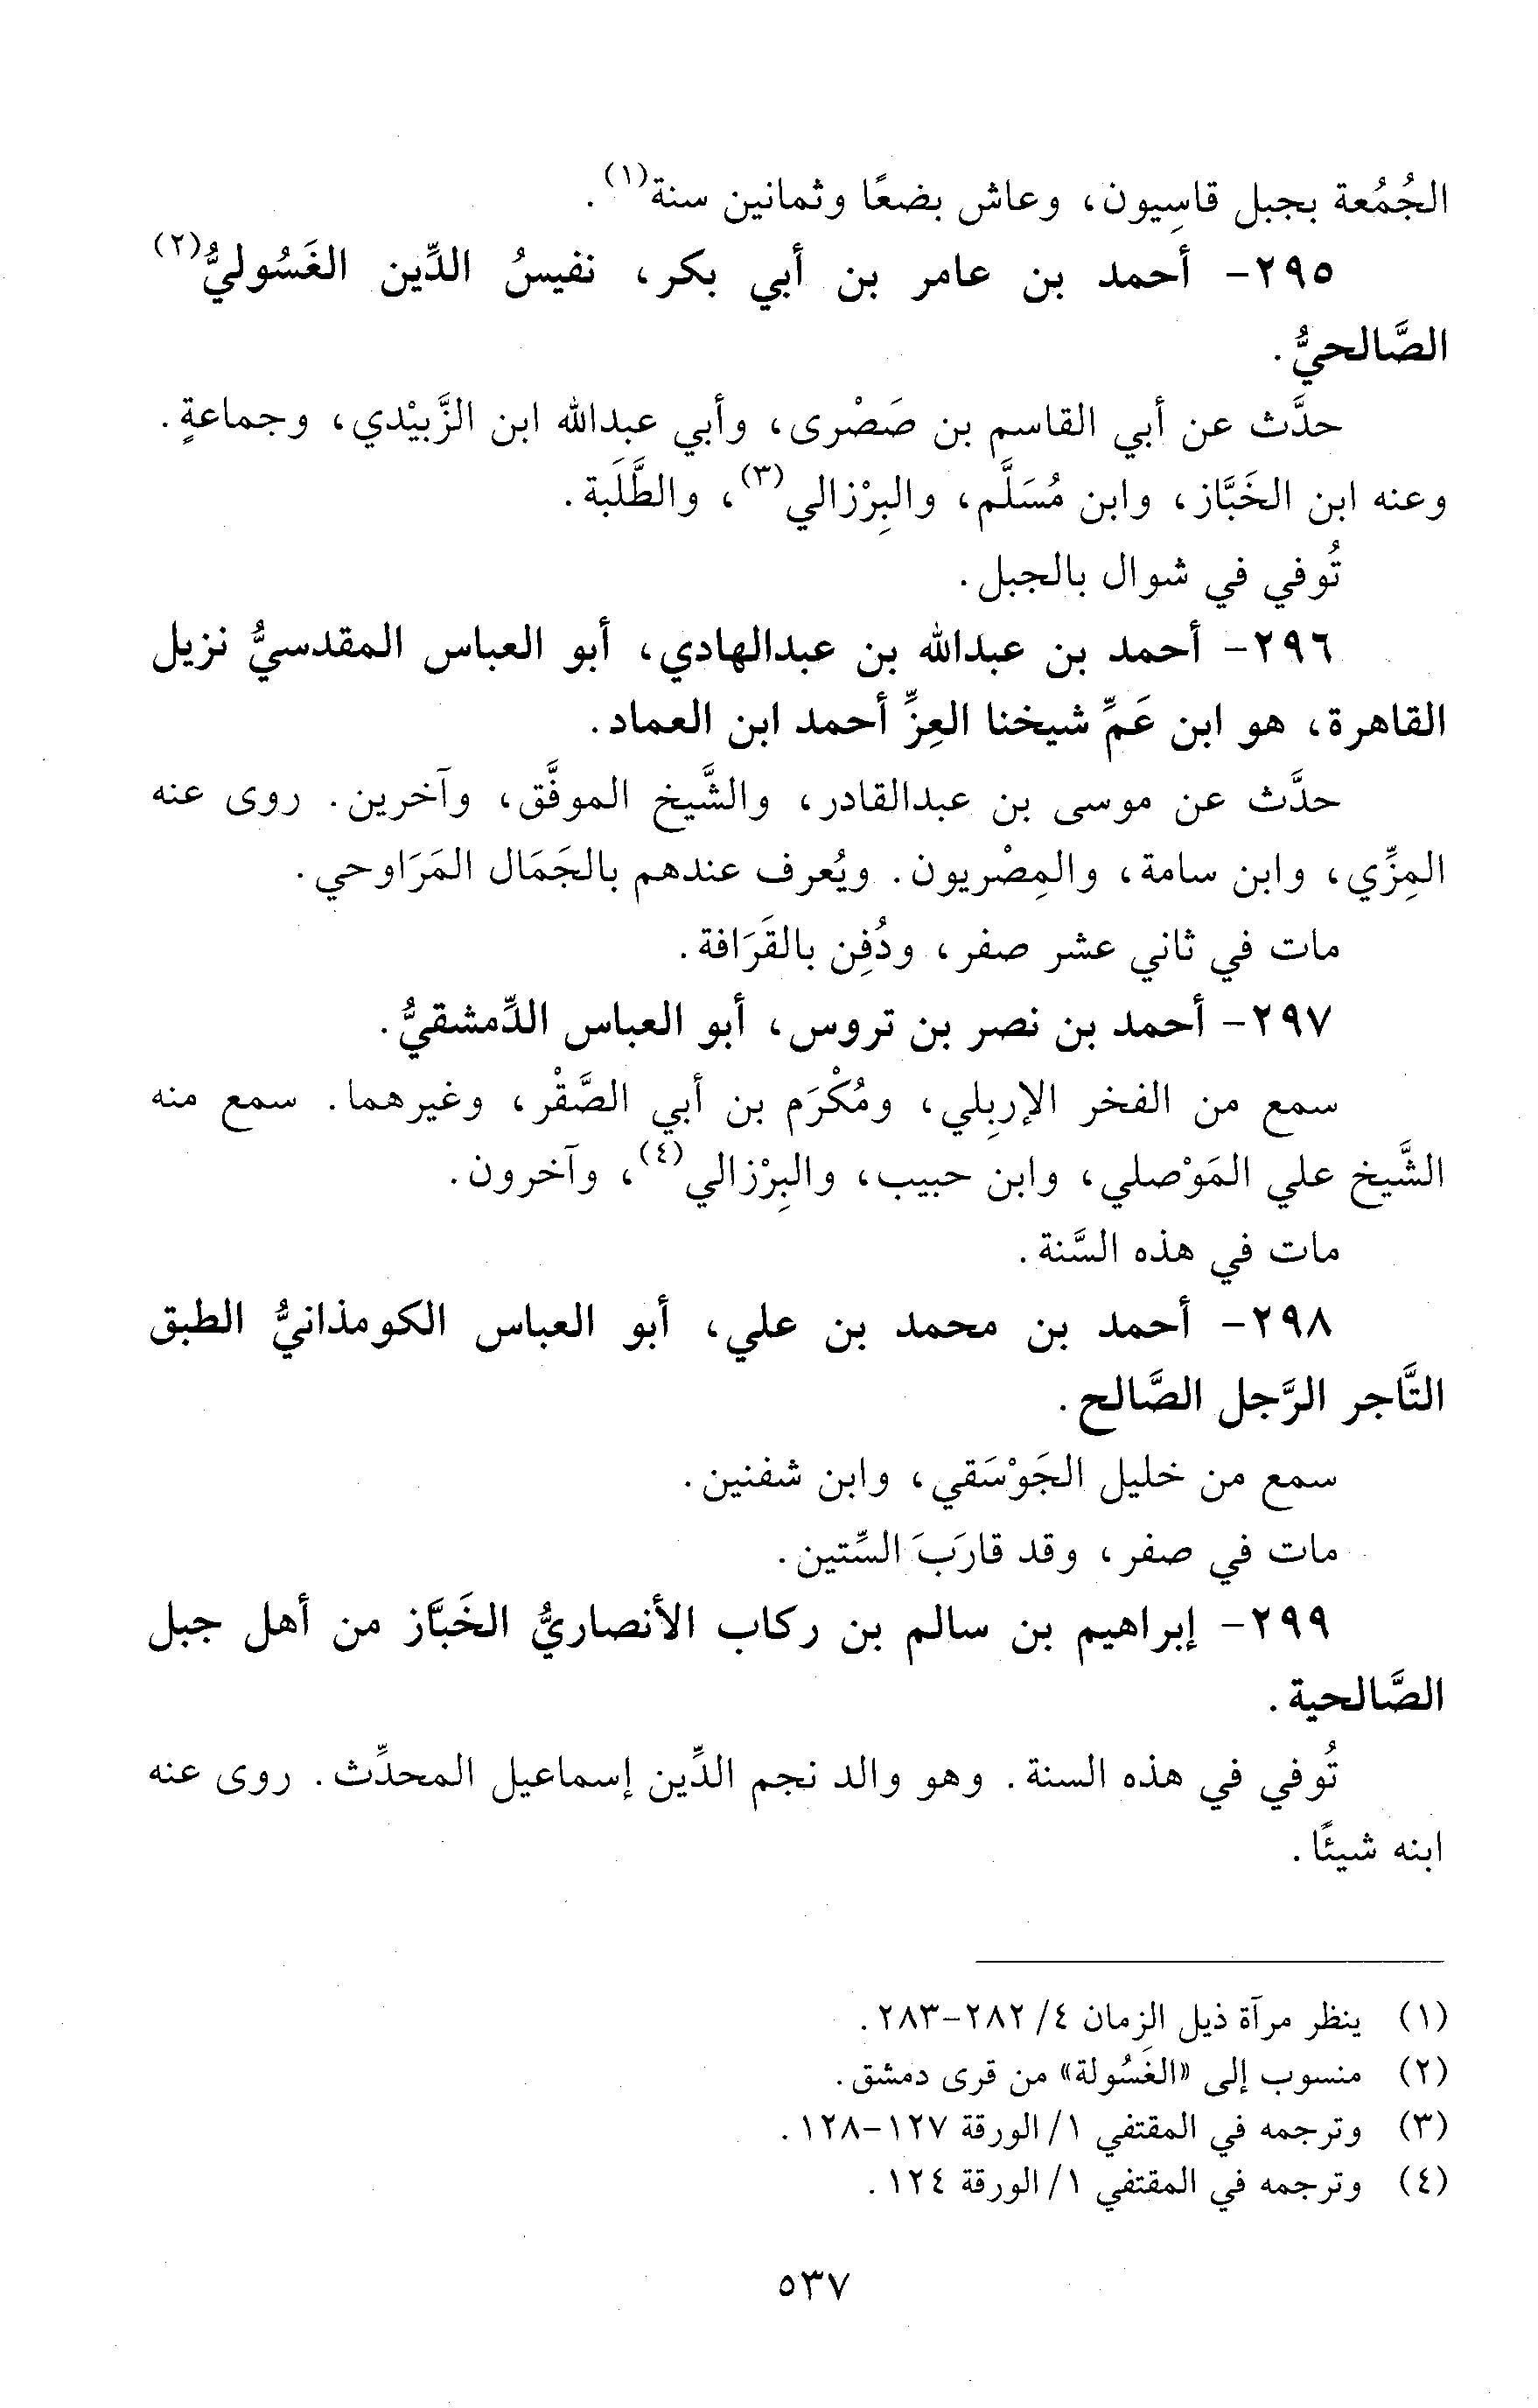 الجُمُعة بجبل قاسِيون، وعاش بضعًا وثمانين سنة(١).
٢٩٥- أحمد بن عامر بن أبي بكر، نفيسُ الدِّين الغَسُوليُّ(٢)
الصَّالحيُّ.
حدَّث عن أبي القاسم بن صَصْرى، وأبي عبدالله ابن الزَّبيْدي، وجماعةٍ.
وعنه ابن الخَبَّاز، وابن مُسَلَّم، والبِرْزالي(٣)، والطَّلَبة.
تُوفي في شوال بالجبل.
٢٩٦- أحمد بن عبدالله بن عبدالهادي، أبو العباس المقدسيُّ نزيل
القاهرة، هو ابن عَمِّ شيخنا العِزِّ أحمد ابن العماد.
حدَّث عن موسى بن عبدالقادر، والشَّيخ الموفَّق، وآخرين. روى عنه
المِزِّي، وابن سامة، والمِصْريون. ويُعرف عندهم بالجَمَال المَرَاوحي.
مات في ثاني عشر صفر، ودُفِن بالقَرَافة.
٢٩٧- أحمد بن نصر بن تروس، أبو العباس الدِّمشقيُّ.
سمع من الفخر الإربِلي، ومُكْرَم بن أبي الصَّقْر، وغيرهما. سمع منه
الشَّيخ علي المَوْصلي، وابن حبيب، والبِرْزالي(٤)، وآخرون.
مات في هذه السَّنة.
٢٩٨- أحمد بن محمد بن علي، أبو العباس الكومذانيُّ الطبق
التَّاجر الرَّجل الصَّالح.
سمع من خليل الجَوْسَقي، وابن شفنين.
مات في صفر، وقد قارَبَ السِّتين.
٢٩٩- إبراهيم بن سالم بن ركاب الأنصاريُّ الخَبَّاز من أهل جبل
الصَّالحية.
تُوفي في هذه السنة. وهو والد نجم الدِّين إسماعيل المحدِّث. روى عنه
ابنه شيئًا.
(١) ينظر مرآة ذيل الزمان ٤/ ٢٨٢-٢٨٣.
(٢) منسوب إلى «الغَسُولة» من قرى دمشق.
(٣) وترجمه في المقتفي ١/ الورقة ١٢٧-١٢٨.
(٤) وترجمه في المقتفي ١/ الورقة ١٢٤.
٥٣٧